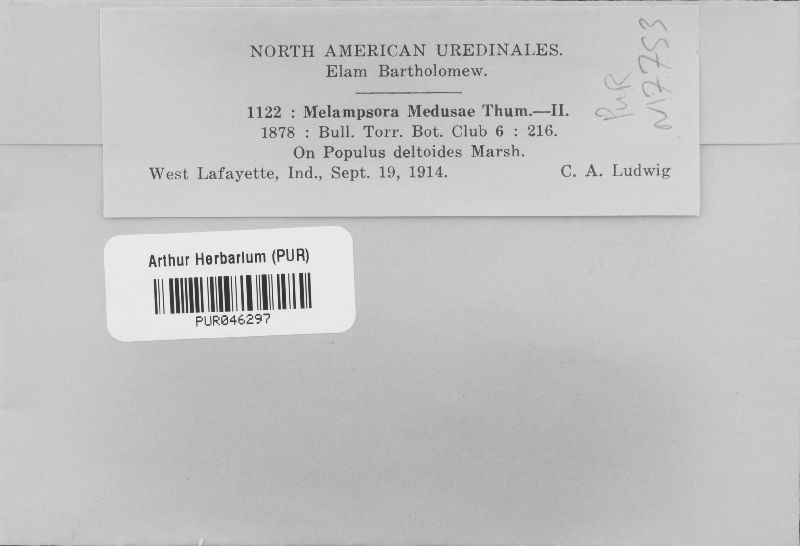 NORTH AMERICAN UREDINALES.
Elam Bartholomew.
1122 : Melampsora Medusae Thum.—II.
1878 : Bull. Torr. Bot. Club 6 : 216.
On Populus deltoides Marsh.
West Lafayette, Ind., Sept. 19, 1914. C. A. Ludwig
PUR
N17753
Arthur Herbarium (PUR)
PUR046297